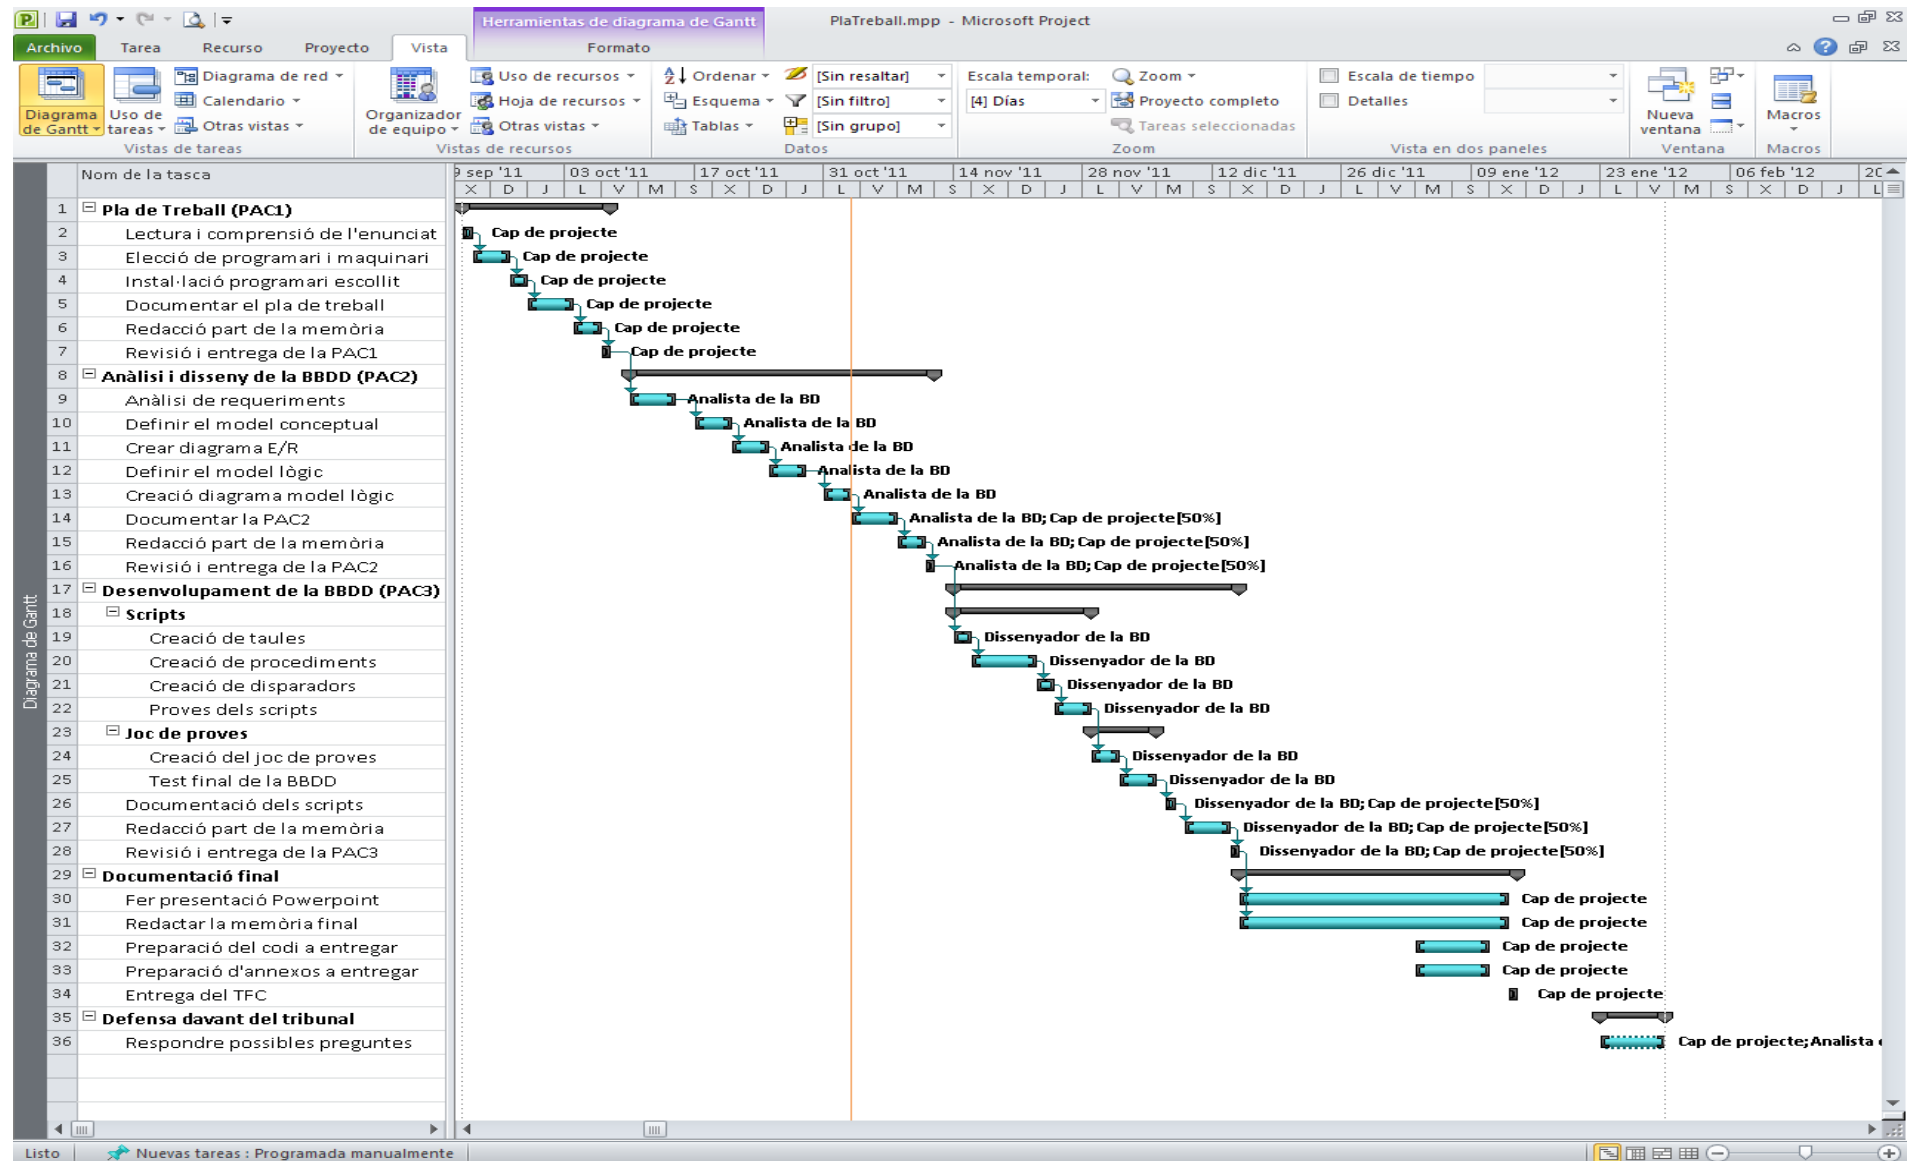 Herramientas de diagrama de Gantt
PlaTreball.mpp - Microsoft Project
Archivo Tarea Recurso Proyecto Vista Formato
Diagrama de Gantt
Uso de tareas
Diagrama de red
Calendario
Otras vistas
Vistas de tareas
Organizador de equipo
Uso de recursos
Hoja de recursos
Otras vistas
Vistas de recursos
Ordenar
Esquema
Tablas
[Sin resaltar]
[Sin filtro]
[Sin grupo]
Datos
Escala temporal:
[4] Días
Zoom
Proyecto completo
Tareas seleccionadas
Zoom
Escala de tiempo
Detalles
Vista en dos paneles
Nueva ventana
Ventana
Macros
Macros
Nom de la tasca
9 sep '11 03 oct '11 17 oct '11 31 oct '11 14 nov '11 28 nov '11 12 dic '11 26 dic '11 09 ene '12 23 ene '12 06 feb '12 20
X D J L V M S X D J L V M S X D J L V M S X D J L V M S X D J L V M S X D J L
1 Pla de Treball (PAC1)
2 Lectura i comprensió de l'enunciat Cap de projecte
3 Elecció de programari i maquinari Cap de projecte
4 Instal·lació programari escollit Cap de projecte
5 Documentar el pla de treball Cap de projecte
6 Redacció part de la memòria Cap de projecte
7 Revisió i entrega de la PAC1 Cap de projecte
8 Anàlisi i disseny de la BBDD (PAC2)
9 Anàlisi de requeriments Analista de la BD
10 Definir el model conceptual Analista de la BD
11 Crear diagrama E/R Analista de la BD
12 Definir el model lògic Analista de la BD
13 Creació diagrama model lògic Analista de la BD
14 Documentar la PAC2 Analista de la BD; Cap de projecte[50%]
15 Redacció part de la memòria Analista de la BD; Cap de projecte[50%]
16 Revisió i entrega de la PAC2 Analista de la BD; Cap de projecte[50%]
17 Desenvolupament de la BBDD (PAC3)
18 Scripts
19 Creació de taules Dissenyador de la BD
20 Creació de procediments Dissenyador de la BD
21 Creació de disparadors Dissenyador de la BD
22 Proves dels scripts Dissenyador de la BD
23 Joc de proves
24 Creació del joc de proves Dissenyador de la BD
25 Test final de la BBDD Dissenyador de la BD
26 Documentació dels scripts Dissenyador de la BD; Cap de projecte[50%]
27 Redacció part de la memòria Dissenyador de la BD; Cap de projecte[50%]
28 Revisió i entrega de la PAC3 Dissenyador de la BD; Cap de projecte[50%]
29 Documentació final
30 Fer presentació Powerpoint Cap de projecte
31 Redactar la memòria final Cap de projecte
32 Preparació del codi a entregar Cap de projecte
33 Preparació d'annexos a entregar Cap de projecte
34 Entrega del TFC Cap de projecte
35 Defensa davant del tribunal
36 Respondre possibles preguntes Cap de projecte; Analista
Diagrama de Gantt
Listo Nuevas tareas : Programada manualmente